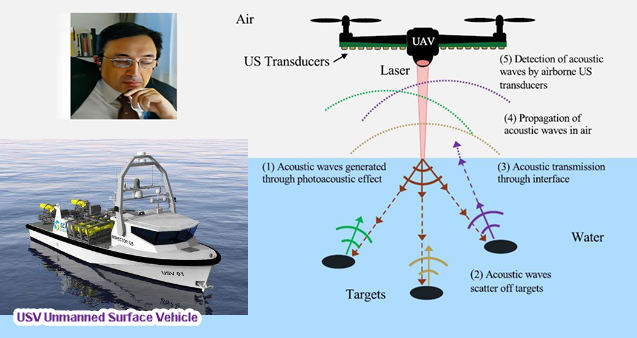 Air
UAV
US Transducers
Laser
(5) Detection of acoustic
waves by airborne US
transducers
(4) Propagation of
acoustic waves in air
(1) Acoustic waves generated
through photoacoustic effect
(3) Acoustic transmission
through interface
Water
(2) Acoustic waves
scatter off targets
Targets
USV 01
USV Unmanned Surface Vehicle